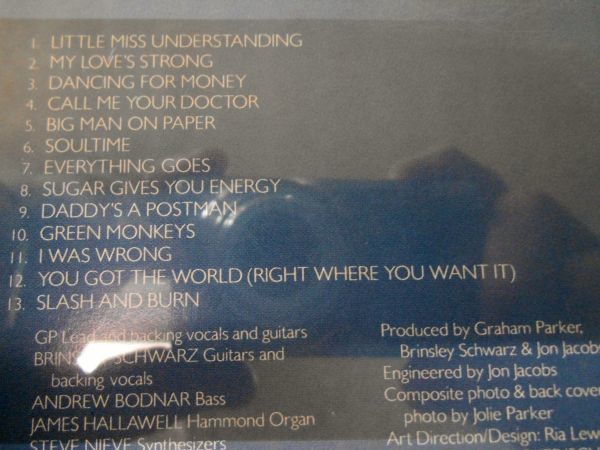 1. LITTLE MISS UNDERSTANDING
2. MY LOVE'S STRONG
3. DANCING FOR MONEY
4. CALL ME YOUR DOCTOR
5. BIG MAN ON PAPER
6. SOULTIME
7. EVERYTHING GOES
8. SUGAR GIVES YOU ENERGY
9. DADDY'S A POSTMAN
10. GREEN MONKEYS
11. I WAS WRONG
12. YOU GOT THE WORLD (RIGHT WHERE YOU WANT IT)
13. SLASH AND BURN
GP Lead and backing vocals and guitars
BRINSLEY SCHWARZ Guitars and
backing vocals
ANDREW BODNAR Bass
JAMES HALLAWELL Hammond Organ
STEVE NIEVE Synthesizers
Produced by Graham Parker,
Brinsley Schwarz & Jon Jacobs
Engineered by Jon Jacobs
Composite photo & back cover
photo by Jolie Parker
Art Direction/Design: Ria Lew